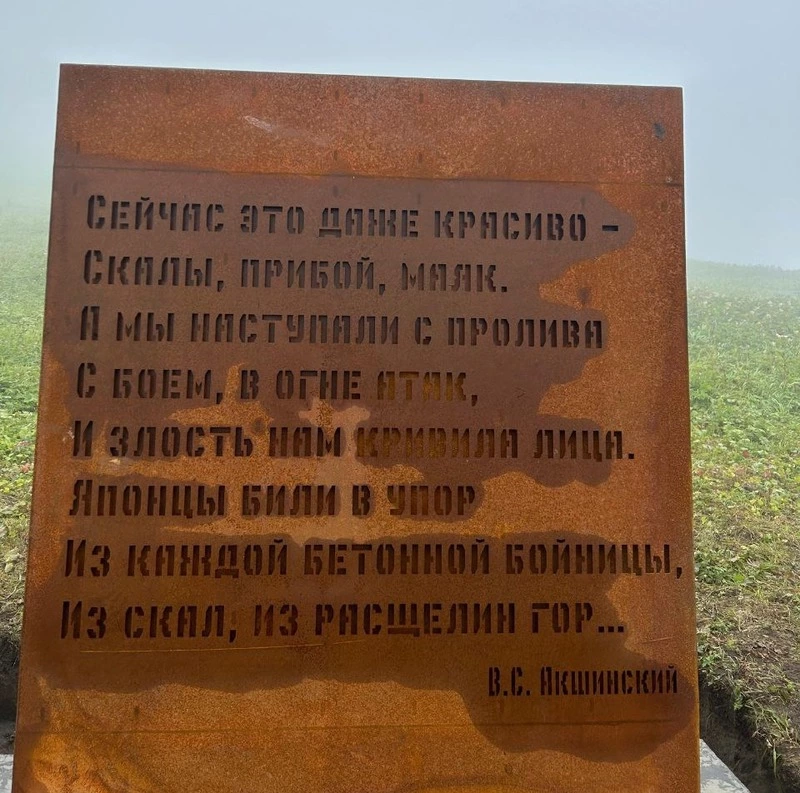 Сейчас это даже красиво –
Скалы, прибой, маяк.
А мы наступали с пролива
С боем, в огне атак,
И злость нам кривила лица.
Японцы били в упор
Из каждой бетонной бойницы,
Из скал, из расщелин гор...
В.С. Акшинский